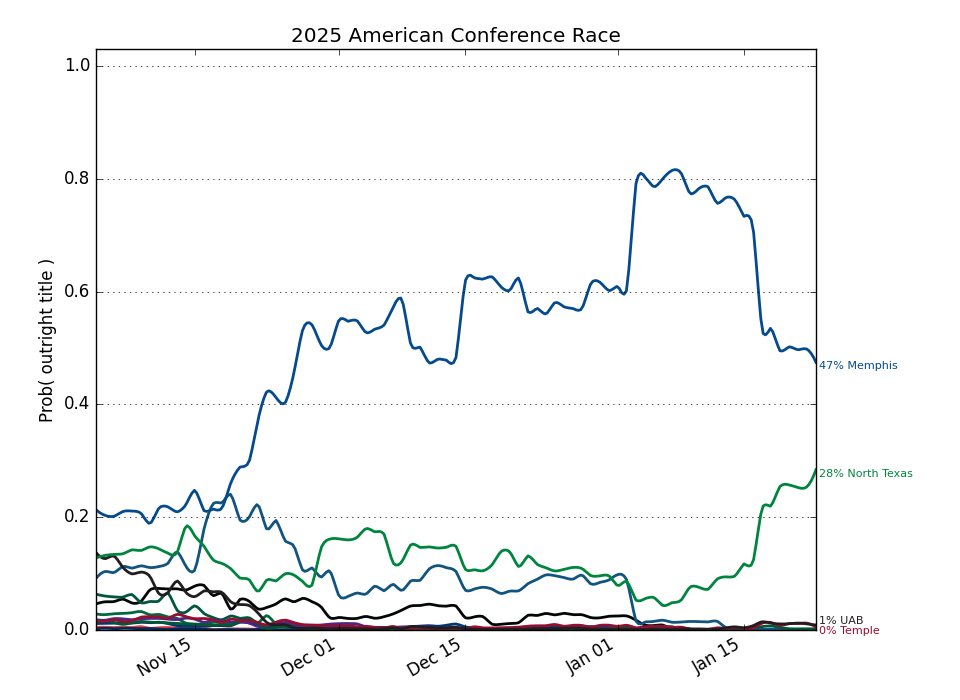 2025 American Conference Race
Prob( outright title )
1.0
0.8
0.6
0.4
0.2
0.0
47% Memphis
28% North Texas
1% UAB
0% Temple
Nov 15
Dec 01
Dec 15
Jan 01
Jan 15